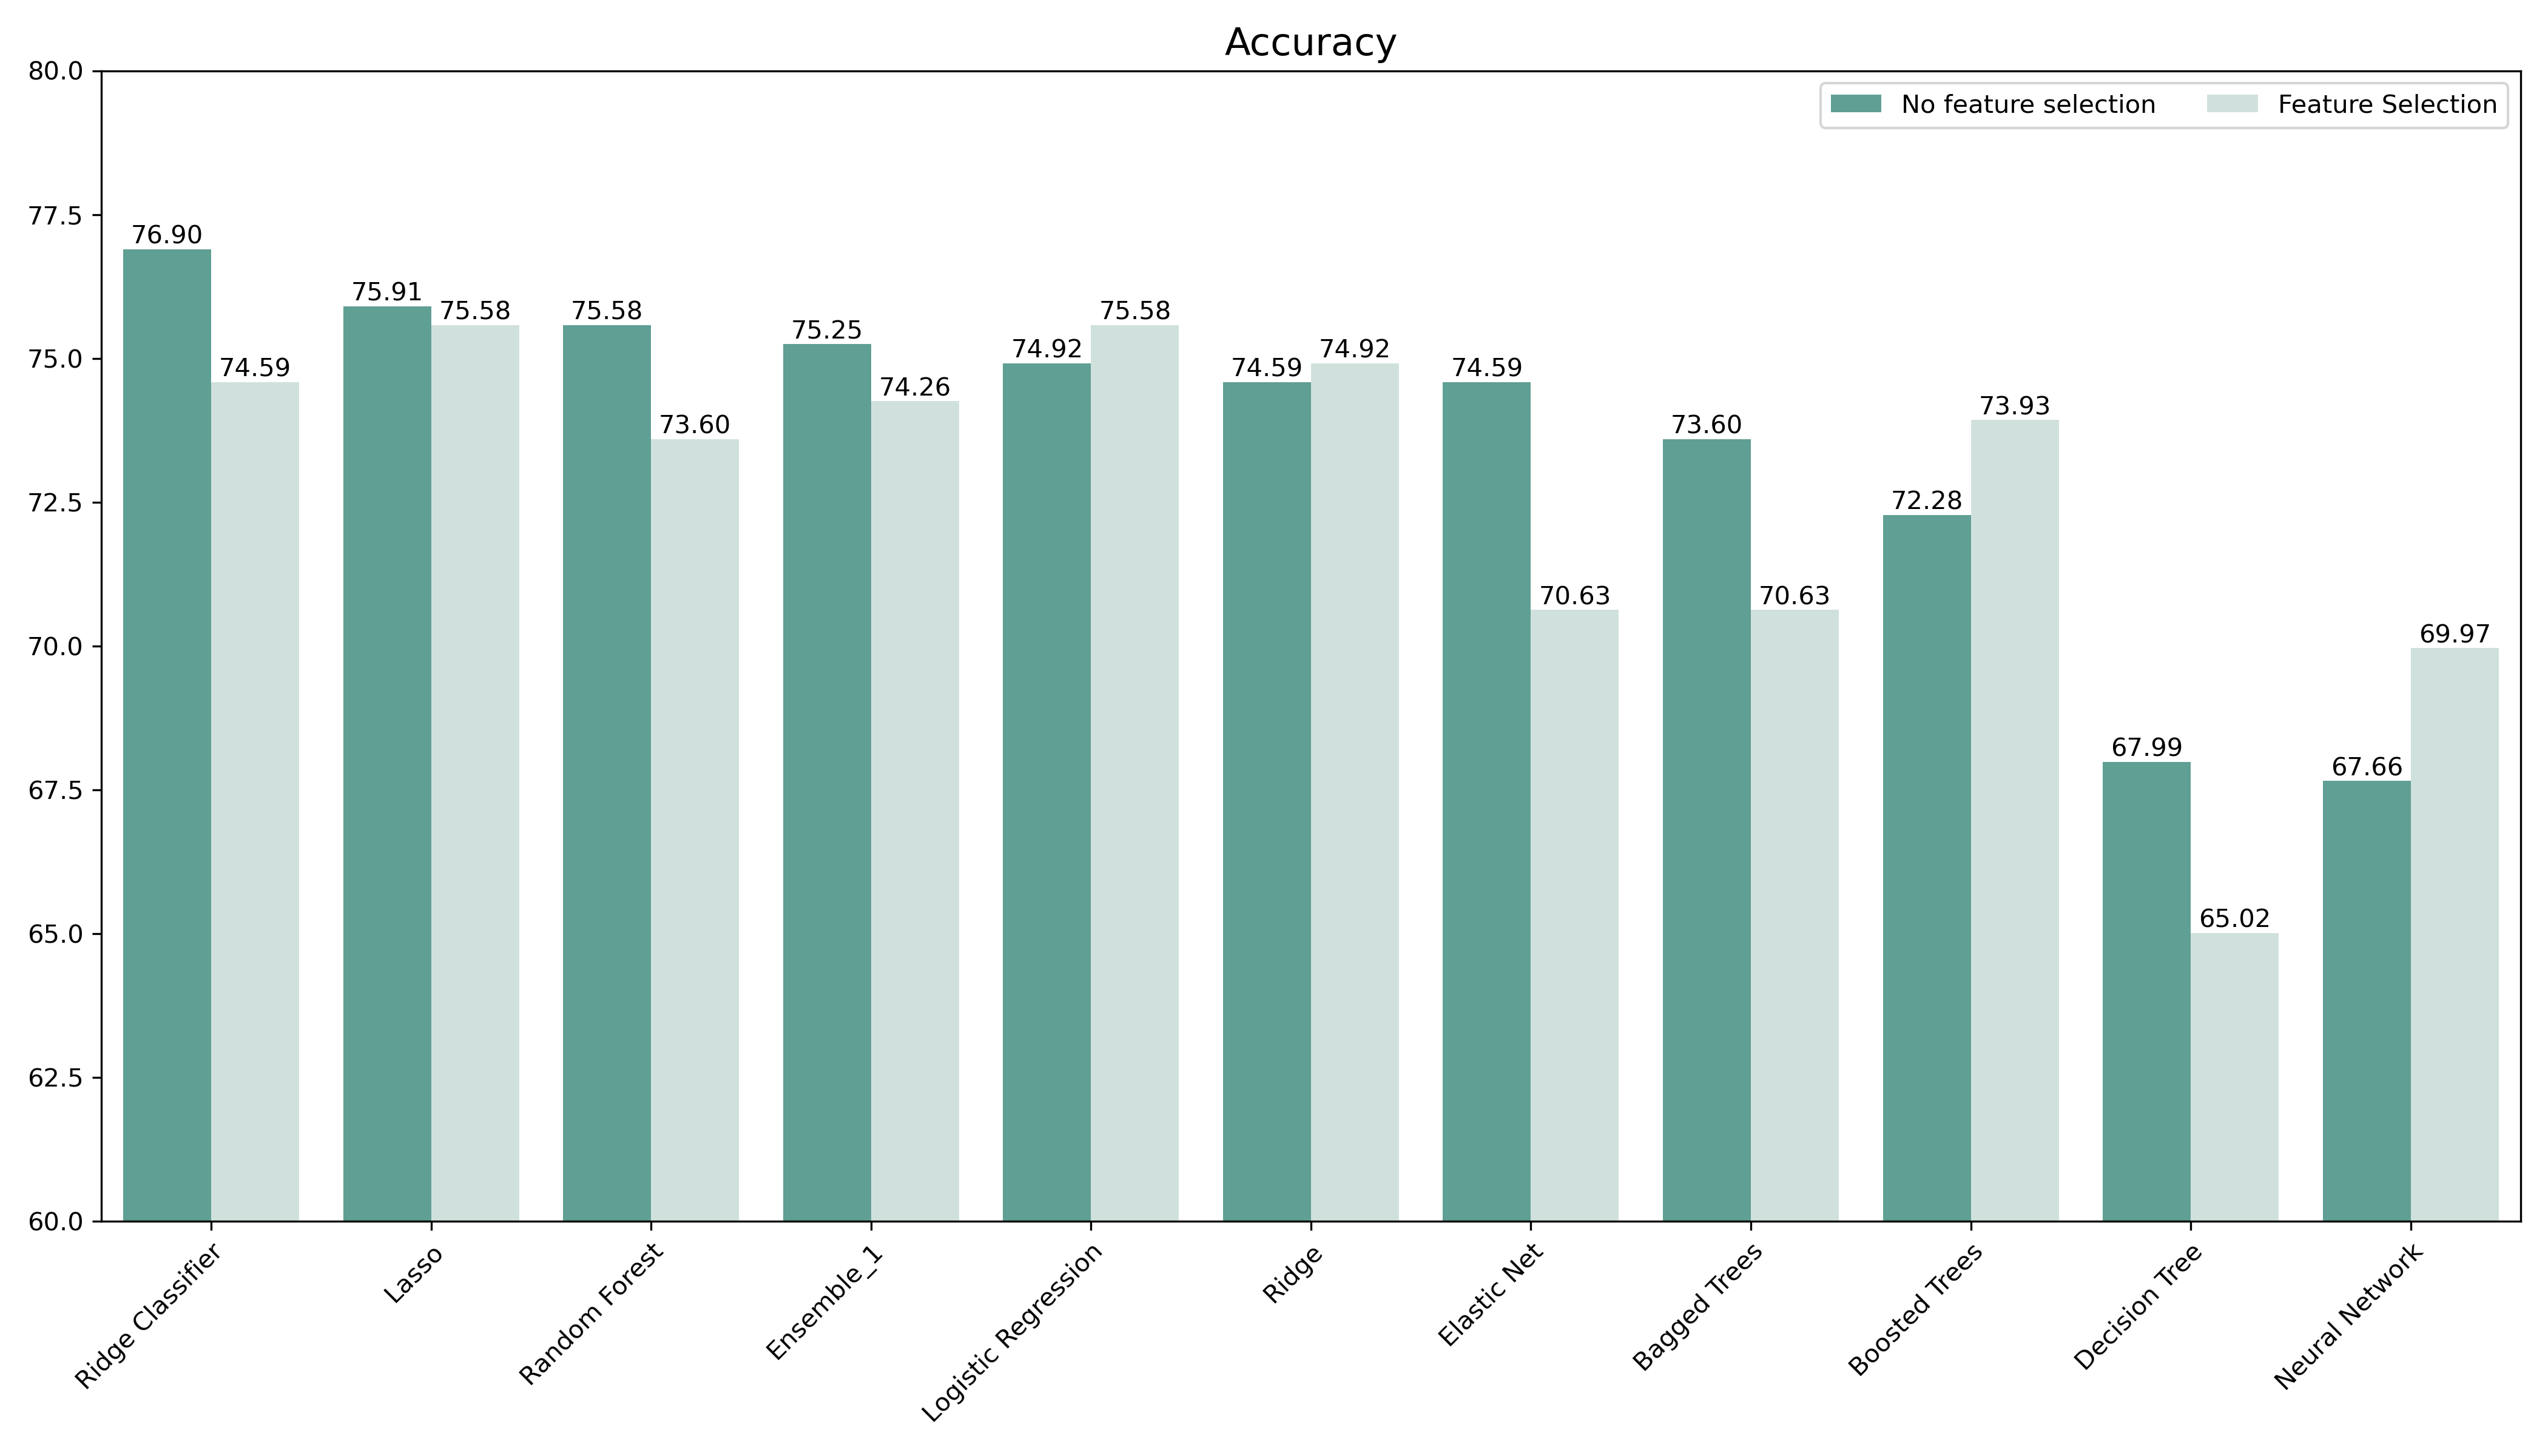 Accuracy
80.0
77.5
75.0
72.5
70.0
67.5
65.0
62.5
60.0
No feature selection
Feature Selection
76.90
74.59
75.91
75.58
75.58
73.60
75.25
74.26
74.92
75.58
74.59
74.92
74.59
70.63
73.60
70.63
72.28
73.93
67.99
65.02
67.66
69.97
Ridge Classifier
Lasso
Random Forest
Ensemble_1
Logistic Regression
Ridge
Elastic Net
Bagged Trees
Boosted Trees
Decision Tree
Neural Network